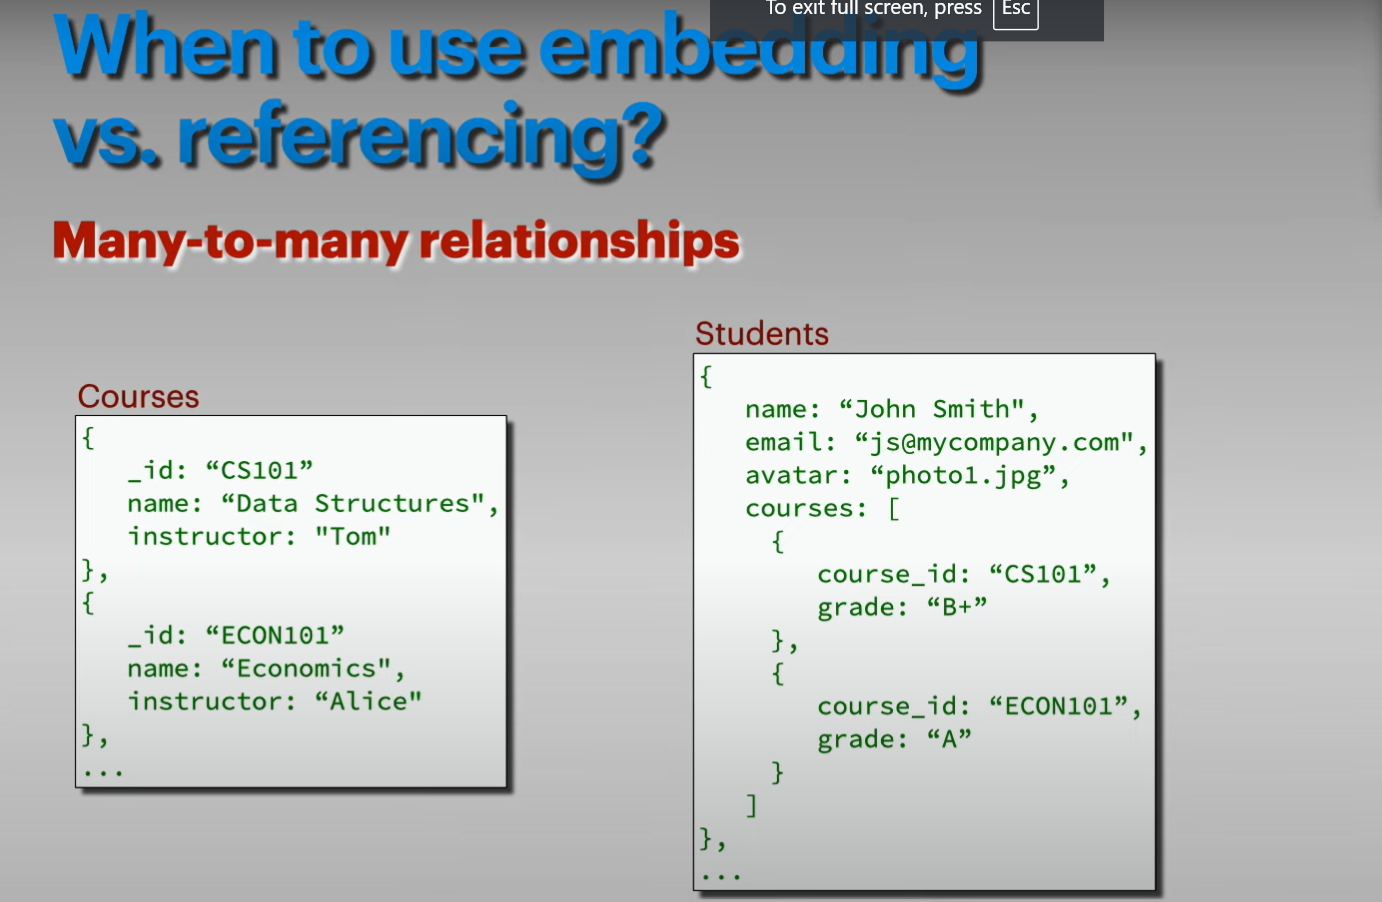 To exit full screen, press Esc
When to use embedding
vs. referencing?
Many-to-many relationships
Courses
{
_id: “CS101”
name: “Data Structures",
instructor: "Tom"
},
{
_id: “ECON101”
name: “Economics",
instructor: “Alice"
},
...
Students
{
name: “John Smith",
email: “js@mycompany.com",
avatar: “photo1.jpg”,
courses: [
{
course_id: “CS101”,
grade: “B+”
},
{
course_id: “ECON101”,
grade: “A”
}
]
},
...